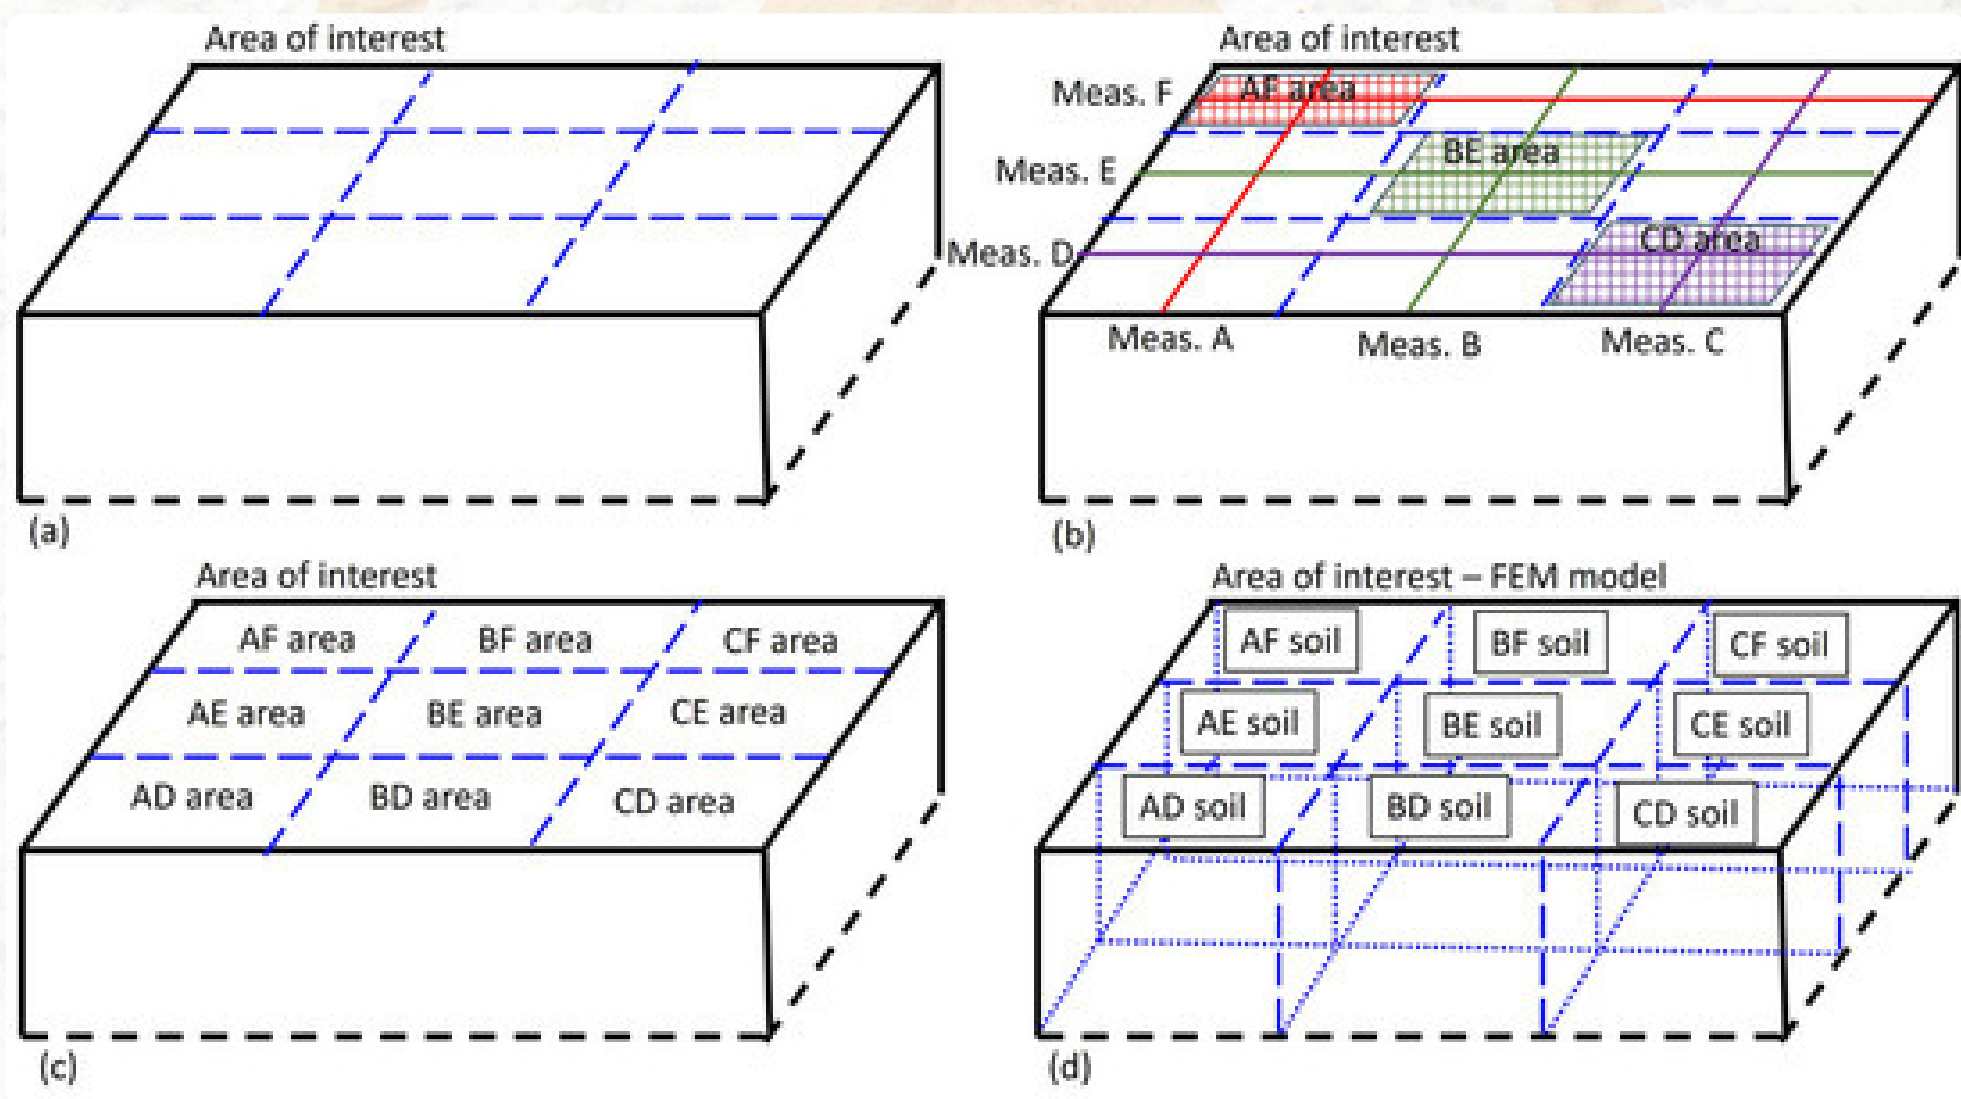 Area of interest
(a)
Area of interest
Meas. F
AF area
Meas. E
BE area
Meas. D
CD area
Meas. A
Meas. B
Meas. C
(b)
Area of interest
AF area
BF area
CF area
AE area
BE area
CE area
AD area
BD area
CD area
(c)
Area of interest – FEM model
AF soil
BF soil
CF soil
AE soil
BE soil
CE soil
AD soil
BD soil
CD soil
(d)